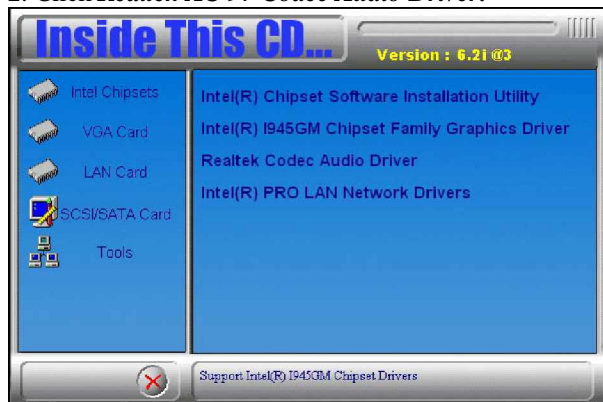 Inside This CD...
Version : 6.2i @3
Intel Chipsets
VGA Card
LAN Card
SCSI/SATA Card
Tools
Intel(R) Chipset Software Installation Utility
Intel(R) I945GM Chipset Family Graphics Driver
Realtek Codec Audio Driver
Intel(R) PRO LAN Network Drivers
Support Intel(R) I945GM Chipset Drivers